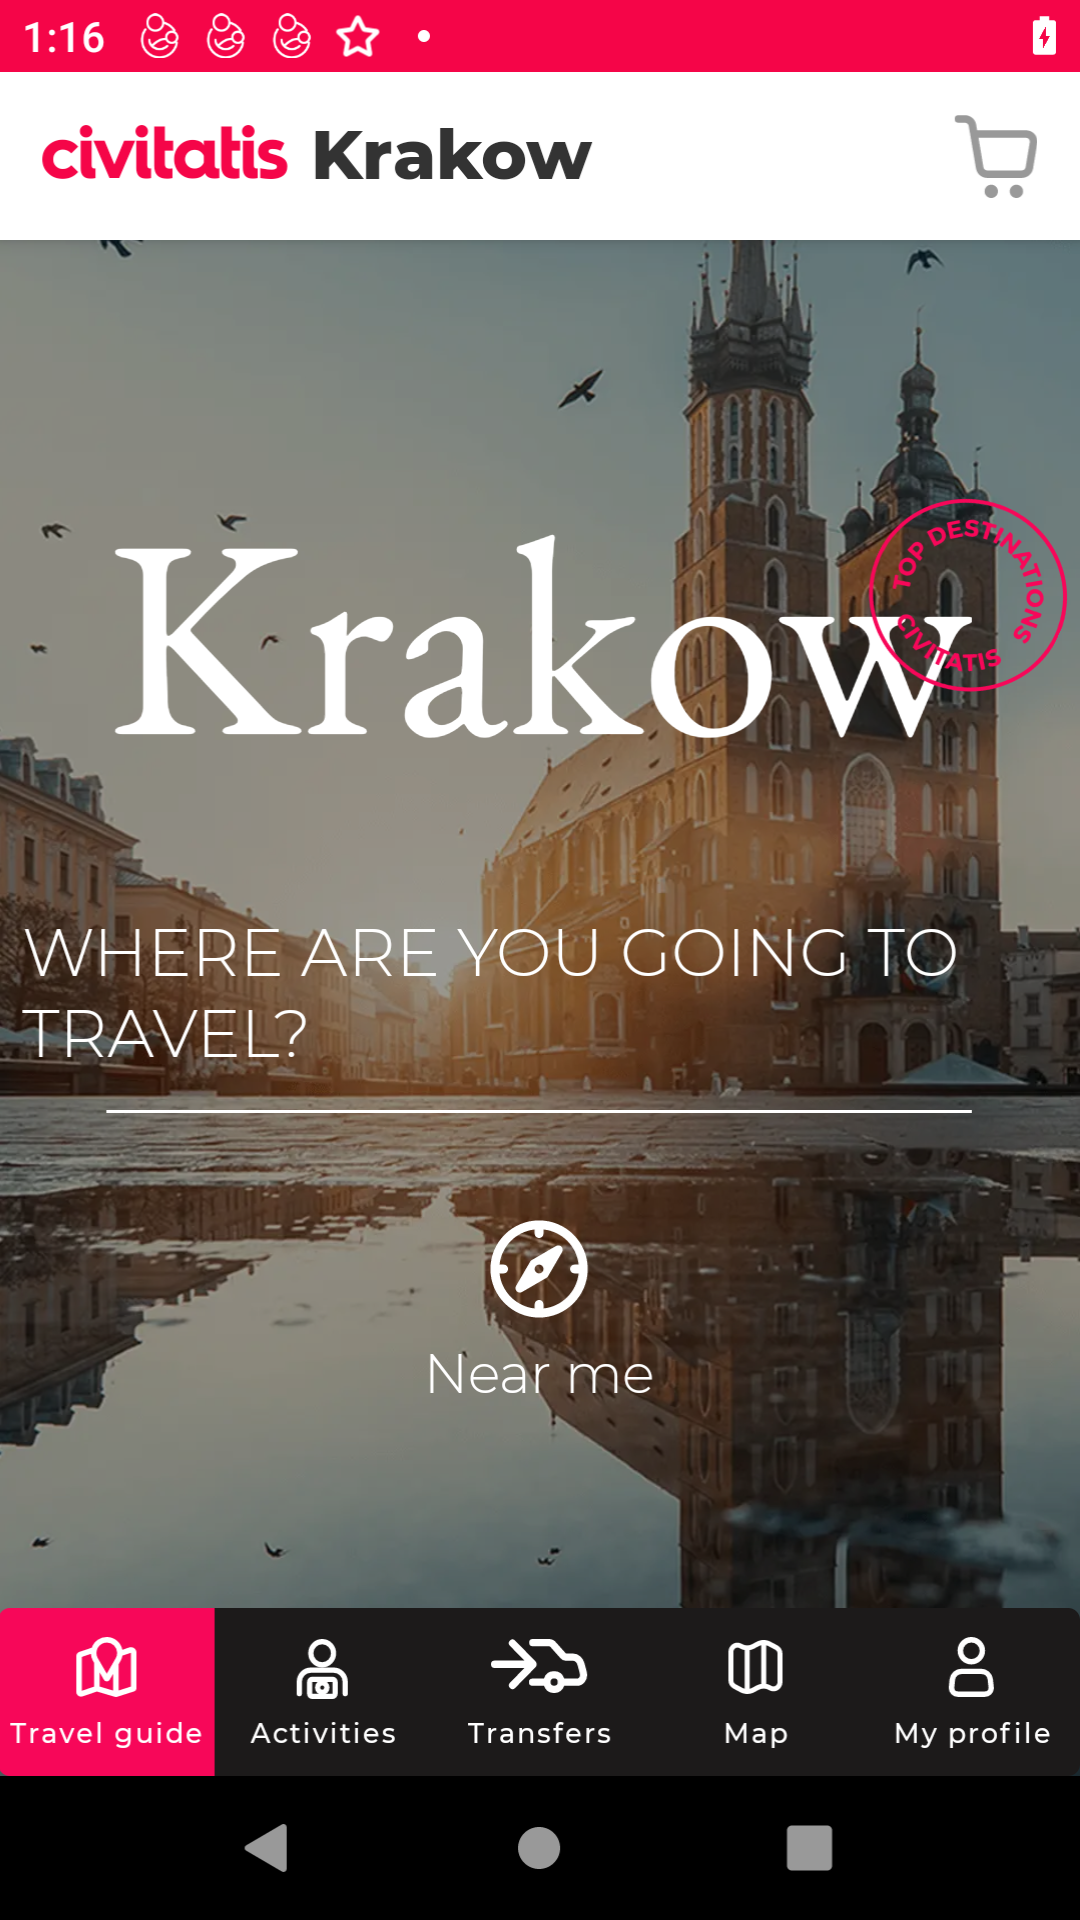 1:16
civitatis Krakow
Krakow
TOP DESTINATIONS
CIVITATIS
WHERE ARE YOU GOING TO
TRAVEL?
Near me
Travel guide
Activities
Transfers
Map
My profile